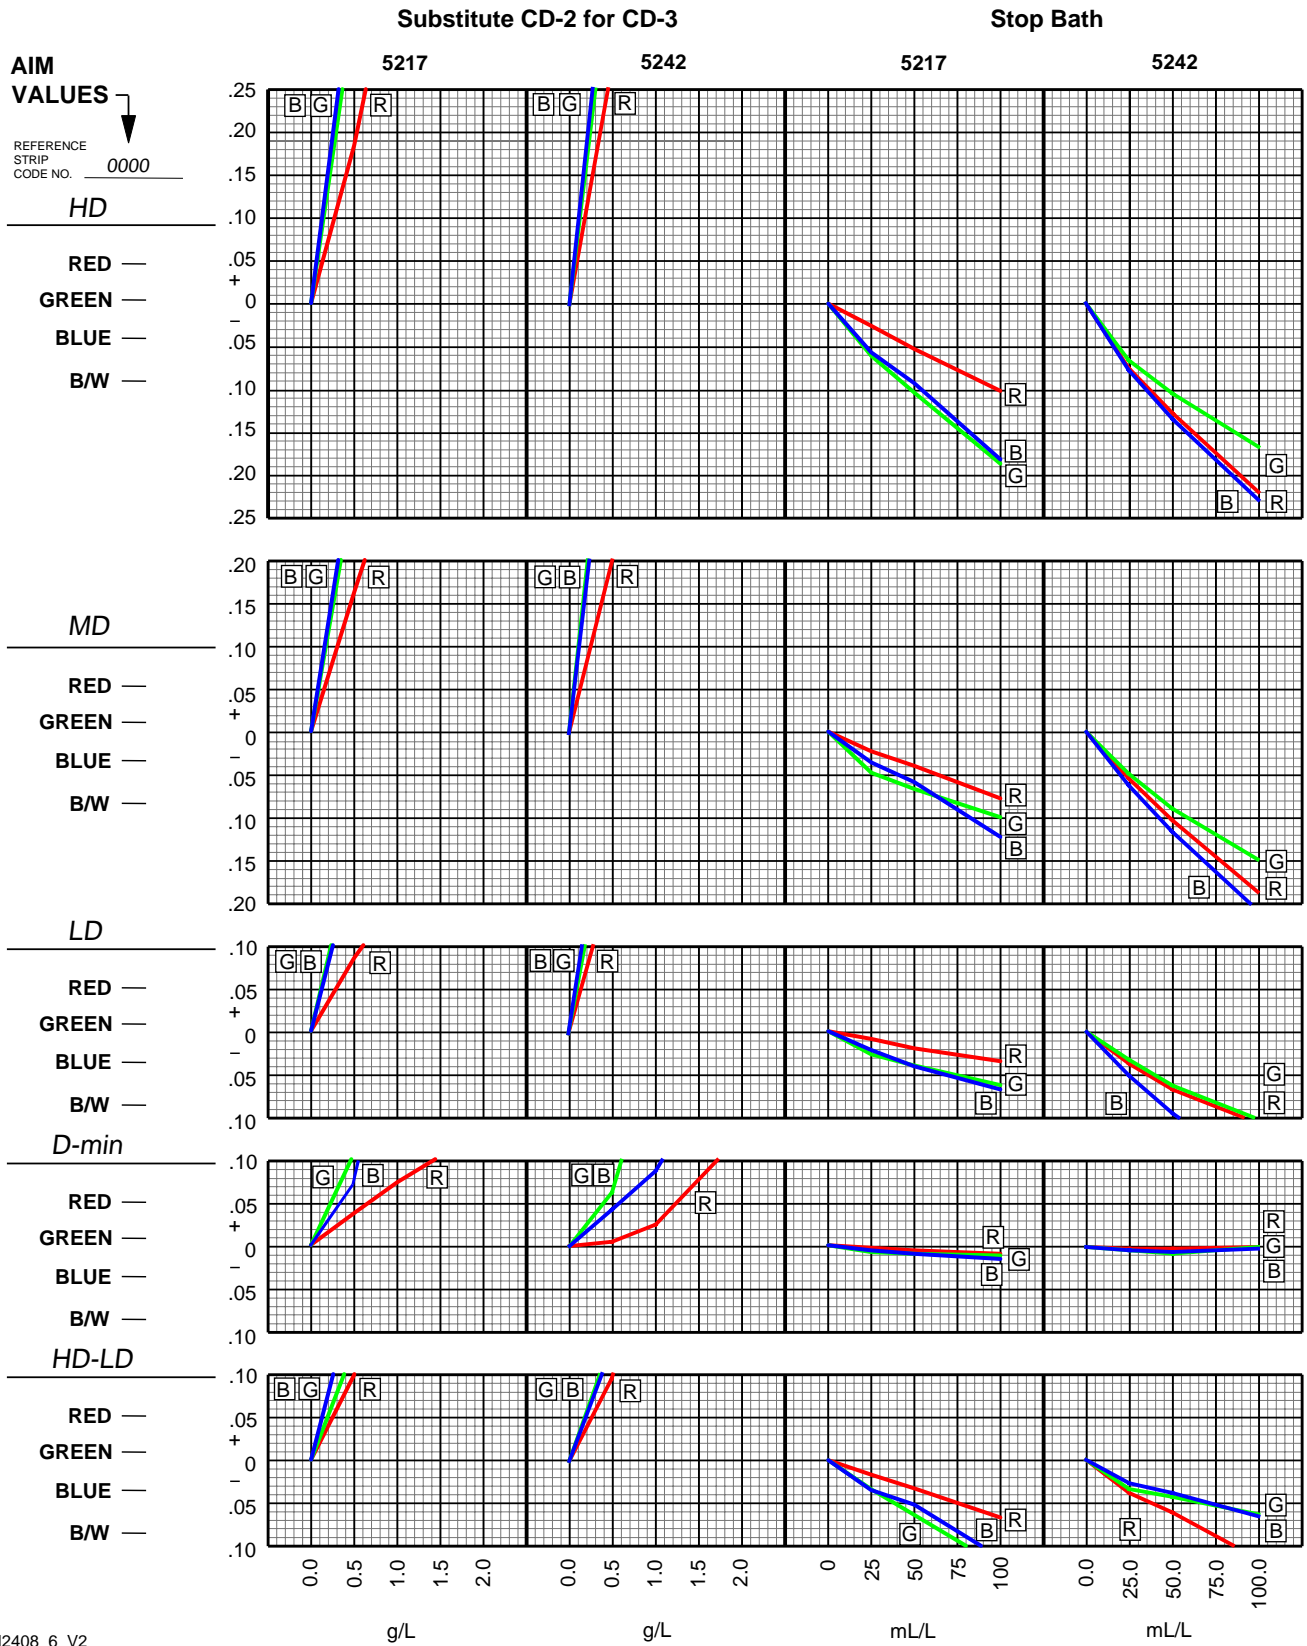 Substitute CD-2 for CD-3 Stop Bath
5217 5242 5217 5242
AIM
VALUES
REFERENCE
STRIP
CODE NO. 0000
HD
RED —
GREEN —
BLUE —
B/W —
.25
.20
.15
.10
.05
+
0
–
.05
.10
.15
.20
.25
B G R
B G R
R
B
G
G
B R
MD
RED —
GREEN —
BLUE —
B/W —
.20
.15
.10
.05
+
0
–
.05
.10
.15
.20
B G R
G B R
R
G
B
G
B R
LD
RED —
GREEN —
BLUE —
B/W —
.10
.05
+
0
–
.05
.10
G B R
B G R
R
G
B
G
B R
D-min
RED —
GREEN —
BLUE —
B/W —
.10
.05
+
0
–
.05
.10
G B R
G B R
R
G
B
R
G
B
HD-LD
RED —
GREEN —
BLUE —
B/W —
.10
.05
+
0
–
.05
.10
B G R
G B R
R
G B
G
R B
0.0 0.5 1.0 1.5 2.0 0.0 0.5 1.0 1.5 2.0 0 25 50 75 100 0.0 25.0 50.0 75.0 100.0
g/L g/L mL/L mL/L
2408_6_V2